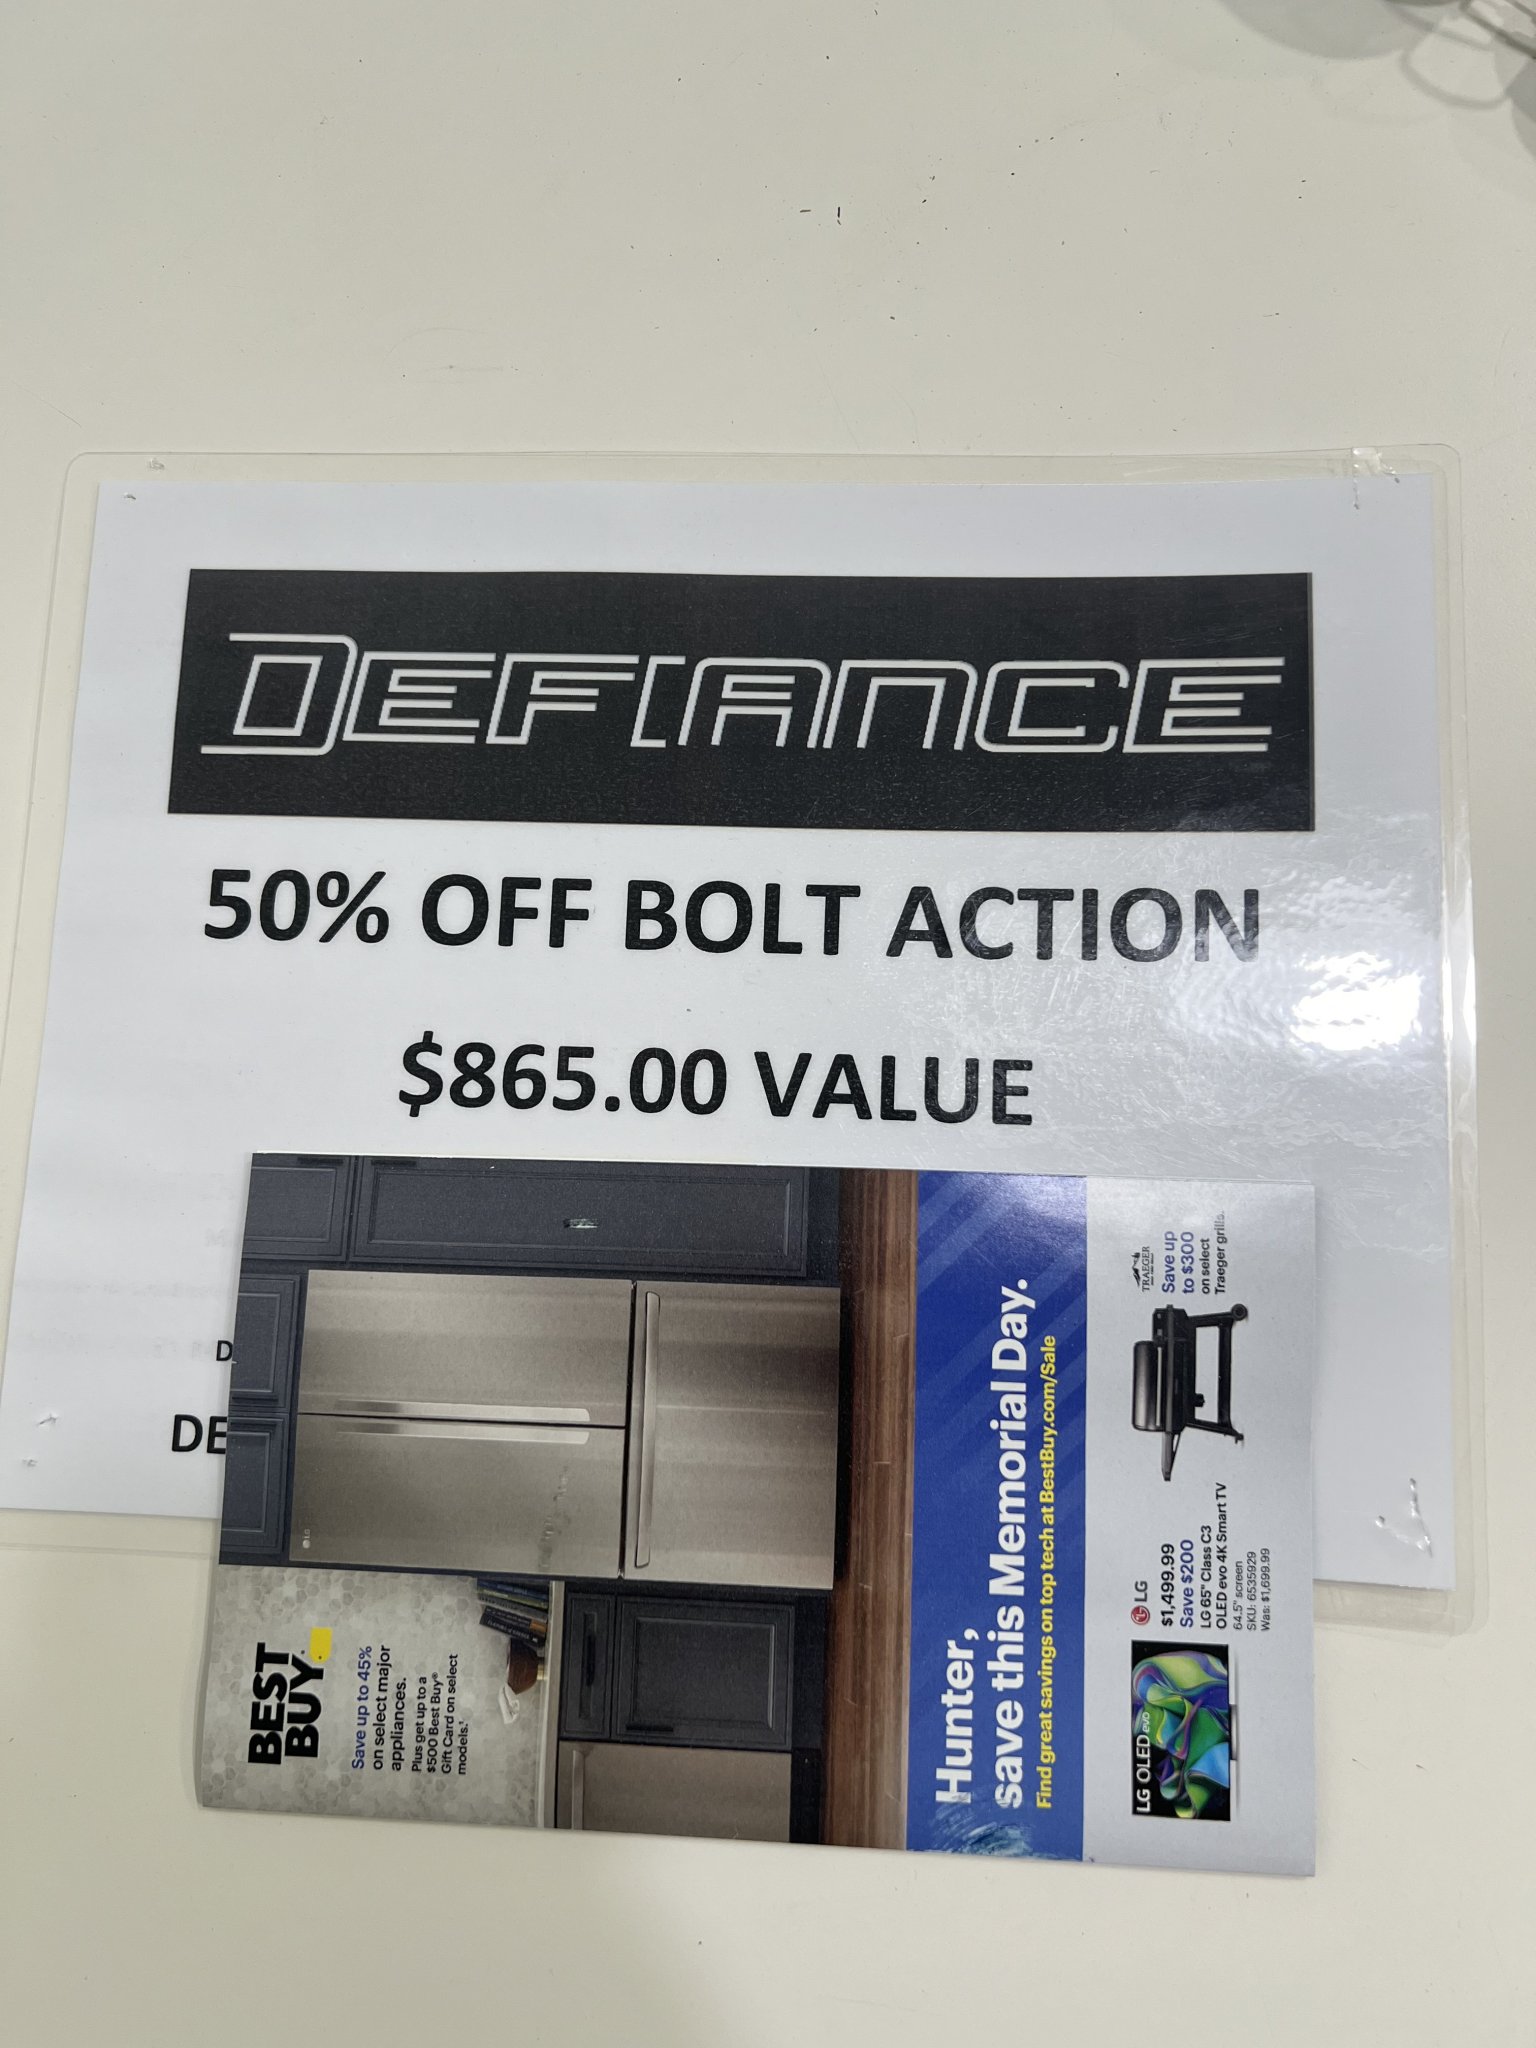 DEFIANCE
50% OFF BOLT ACTION
$865.00 VALUE
D
DE
BEST
BUY
Save up to 45%
on select major
appliances.
Plus get up to a
$500 Best Buy®
Gift Card on select
models.¹
LG
Hunter,
save this Memorial Day.
Find great savings on top tech at BestBuy.com/Sale
LG OLED evo
LG
$1,499.99
Save $200
LG 65" Class C3
OLED evo 4K Smart TV
64.5" screen
SKU: 6535929
Was: $1,699.99
TRAEGER
Save up
to $300
on select
Traeger grills.